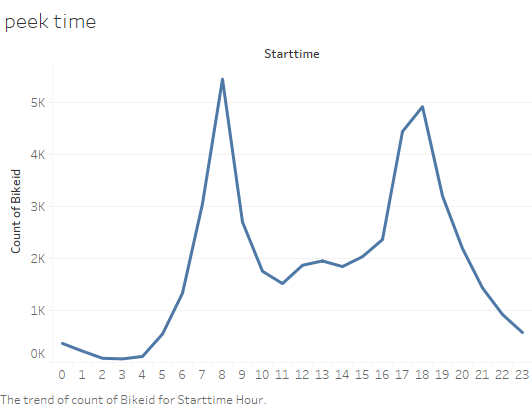 peek time
Starttime
Count of Bikeid
5K
4K
3K
2K
1K
0K
0 1 2 3 4 5 6 7 8 9 10 11 12 13 14 15 16 17 18 19 20 21 22 23
The trend of count of Bikeid for Starttime Hour.